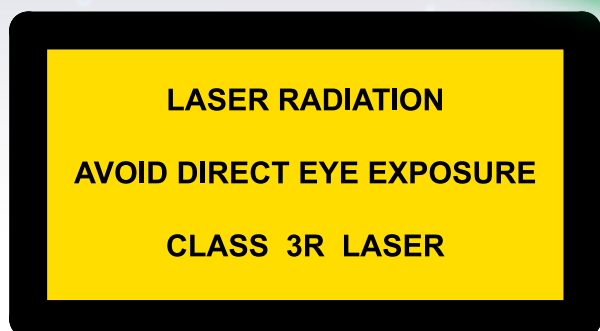 LASER RADIATION
AVOID DIRECT EYE EXPOSURE
CLASS 3R LASER